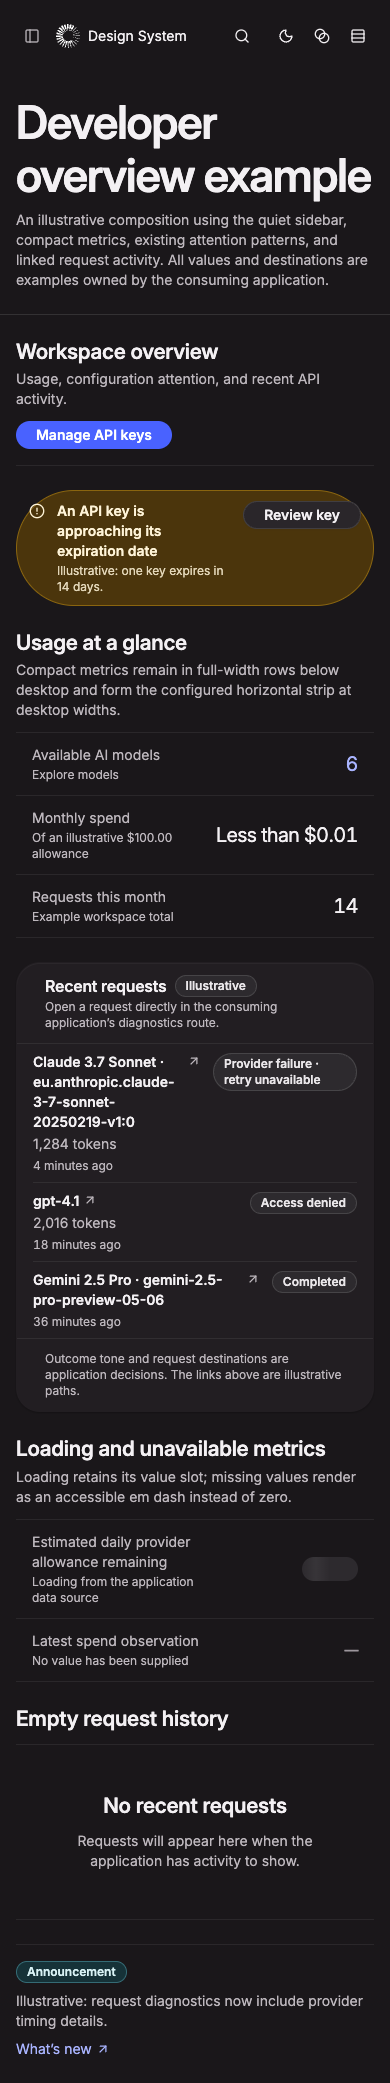 Design System
Developer
overview example
An illustrative composition using the quiet sidebar,
compact metrics, existing attention patterns, and
linked request activity. All values and destinations are
examples owned by the consuming application.
Workspace overview
Usage, configuration attention, and recent API
activity.
Manage API keys
An API key is
approaching its
expiration date
Illustrative: one key expires in
14 days.
Review key
Usage at a glance
Compact metrics remain in full-width rows below
desktop and form the configured horizontal strip at
desktop widths.
Available AI models
Explore models
6
Monthly spend
Of an illustrative $100.00
allowance
Less than $0.01
Requests this month
Example workspace total
14
Recent requests
Illustrative
Open a request directly in the consuming
application's diagnostics route.
Claude 3.7 Sonnet ·
eu.anthropic.claude-
3-7-sonnet-
20250219-v1:0
1,284 tokens
4 minutes ago
Provider failure ·
retry unavailable
gpt-4.1
2,016 tokens
18 minutes ago
Access denied
Gemini 2.5 Pro · gemini-2.5-
pro-preview-05-06
36 minutes ago
Completed
Outcome tone and request destinations are
application decisions. The links above are illustrative
paths.
Loading and unavailable metrics
Loading retains its value slot; missing values render
as an accessible em dash instead of zero.
Estimated daily provider
allowance remaining
Loading from the application
data source
Latest spend observation
No value has been supplied
—
Empty request history
No recent requests
Requests will appear here when the
application has activity to show.
Announcement
Illustrative: request diagnostics now include provider
timing details.
What's new